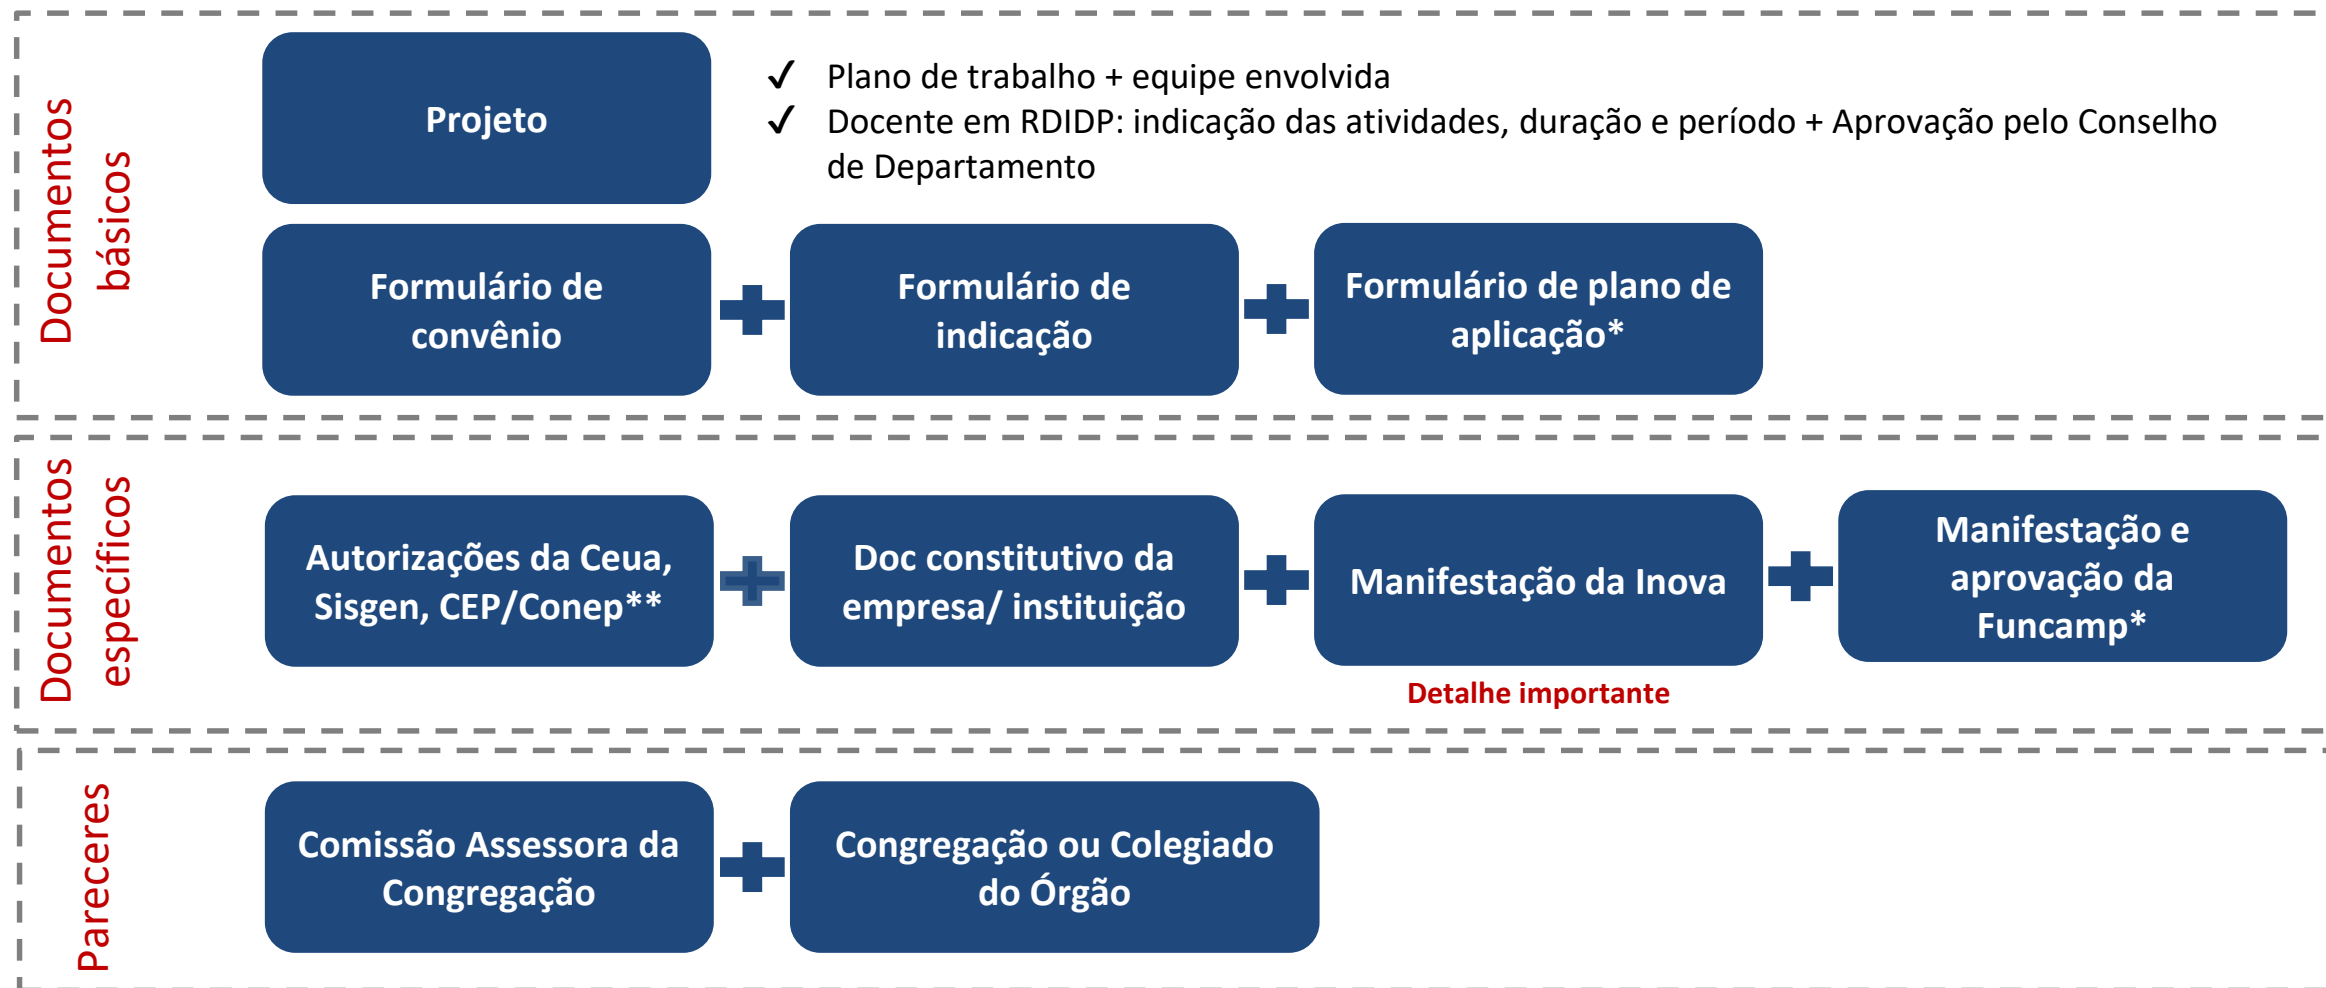 Documentos
básicos
Projeto
✓ Plano de trabalho + equipe envolvida
✓ Docente em RDIDP: indicação das atividades, duração e período + Aprovação pelo Conselho
de Departamento
Formulário de
convênio
Formulário de
indicação
Formulário de plano de
aplicação*
Documentos
específicos
Autorizações da Ceua,
Sisgen, CEP/Conep**
Doc constitutivo da
empresa/ instituição
Manifestação da Inova
Detalhe importante
Manifestação e
aprovação da
Funcamp*
Pareceres
Comissão Assessora da
Congregação
Congregação ou Colegiado
do Órgão